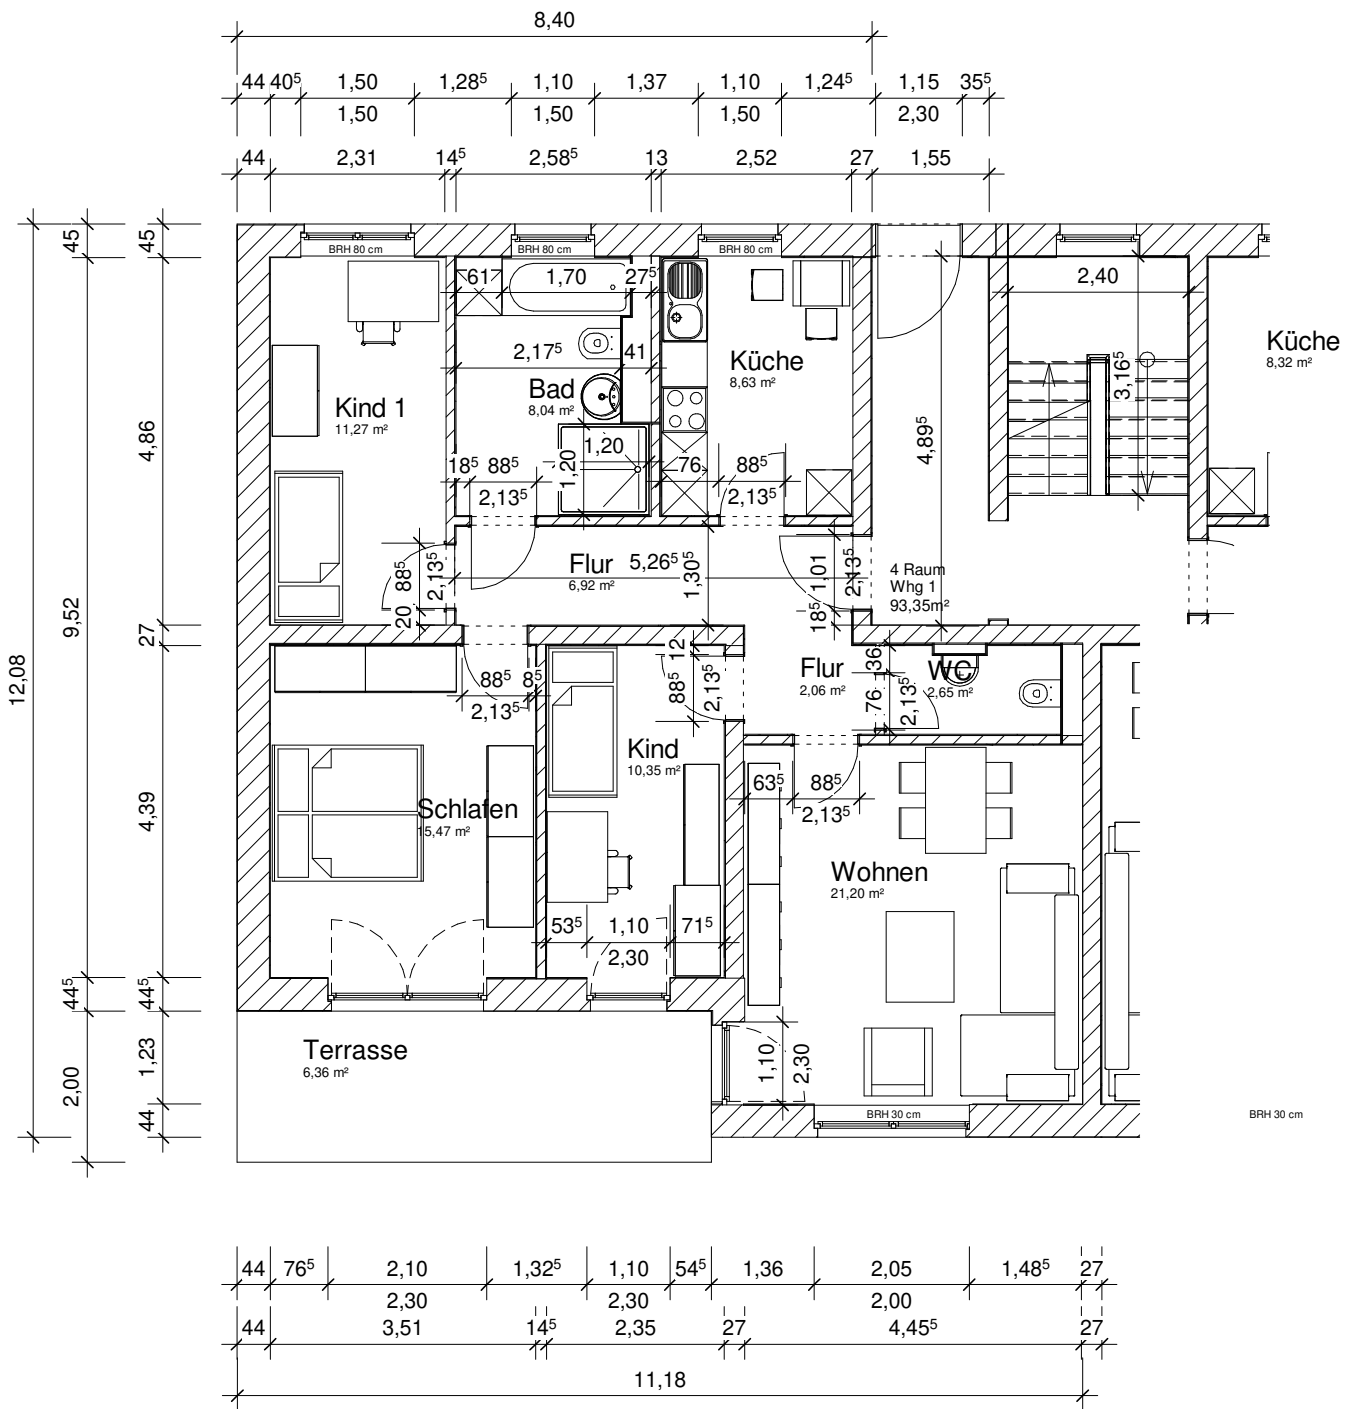 8,40
44 40⁵ 1,50 1,28⁵ 1,10 1,37 1,10 1,24⁵ 1,15 35⁵
1,50 1,50 1,50 2,30
44 2,31 14⁵ 2,58⁵ 13 2,52 27 1,55
45 45
BRH 80 cm BRH 80 cm BRH 80 cm
61 1,70 27⁵ 2,40
2,17⁵ 41
Küche
8,63 m²
Küche
8,32 m²
3,16⁵
Bad
8,04 m²
Kind 1
11,27 m²
4,86
4,89⁵
1,20
1,20
18⁵ 88⁵ 76 88⁵
2,13⁵ 2,13⁵
Flur
6,92 m²
5,26⁵
1,30⁵
88⁵
2,13⁵
20
1,01
2,13⁵
18⁵
4 Raum
Whg 1
93,35m²
9,52
12,08
27
12
88⁵
2,13⁵
88⁵ 8⁵
2,13⁵
Flur
2,06 m²
36⁵
76
2,13⁵
WC
2,65 m²
Kind
10,35 m²
63⁵ 88⁵
2,13⁵
Schlafen
15,47 m²
4,39
Wohnen
21,20 m²
53⁵ 1,10 71⁵
2,30
44⁵ 44⁵
Terrasse
6,36 m²
1,23
2,00
1,10
2,30
44
BRH 30 cm BRH 30 cm
44 76⁵ 2,10 1,32⁵ 1,10 54⁵ 1,36 2,05 1,48⁵ 27
2,30 2,30 2,00
44 3,51 14⁵ 2,35 27 4,45⁵ 27
11,18